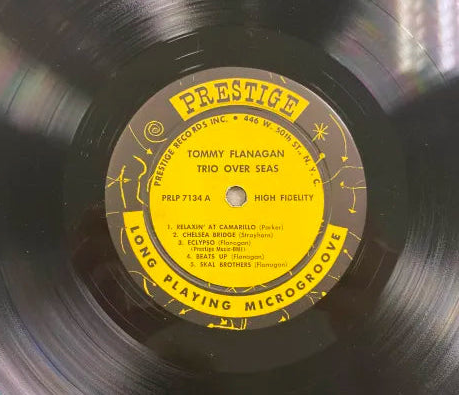 PRESTIGE
PRESTIGE RECORDS INC. • 446 W. 50th ST., N.Y.C.
TOMMY FLANAGAN
TRIO OVER SEAS
PRLP 7134 A HIGH FIDELITY
1. RELAXIN' AT CAMARILLO (Parker)
2. CHELSEA BRIDGE (Strayhorn)
3. ECLYPSO (Flanagan)
(Prestige Music-BMI)
4. BEATS UP (Flanagan)
5. SKAL BROTHERS (Flanagan)
LONG PLAYING MICROGROOVE